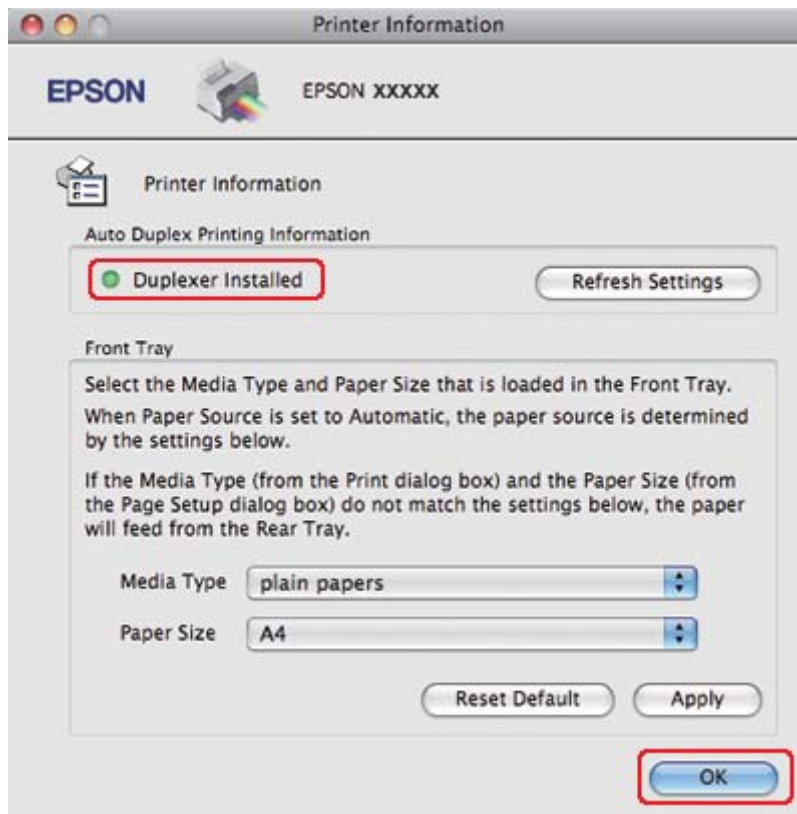 Printer Information
EPSON
EPSON XXXXX
Printer Information
Auto Duplex Printing Information
Duplexer Installed
Refresh Settings
Front Tray
Select the Media Type and Paper Size that is loaded in the Front Tray.
When Paper Source is set to Automatic, the paper source is determined
by the settings below.
If the Media Type (from the Print dialog box) and the Paper Size (from
the Page Setup dialog box) do not match the settings below, the paper
will feed from the Rear Tray.
Media Type plain papers
Paper Size A4
Reset Default Apply
OK